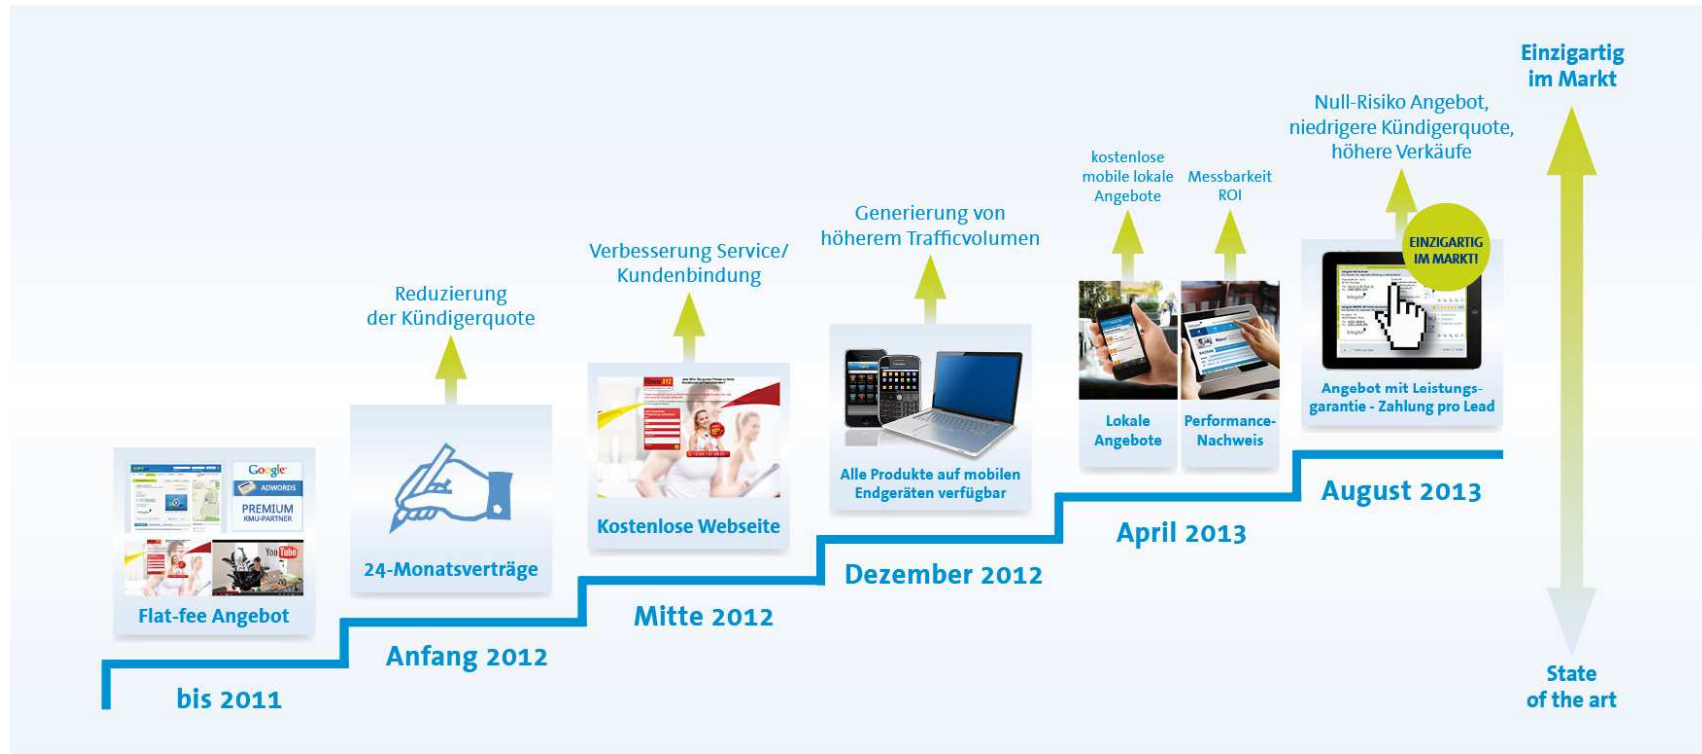 Einzigartig
im Markt
Null-Risiko Angebot,
niedrigere Kündigerquote,
höhere Verkäufe
kostenlose
mobile lokale
Angebote
Messbarkeit
ROI
Generierung von
höherem Trafficvolumen
Verbesserung Service/
Kundenbindung
Reduzierung
der Kündigerquote
EINZIGARTIG
IM MARKT!
Angebot mit Leistungs-
garantie - Zahlung pro Lead
Lokale
Angebote
Performance-
Nachweis
Alle Produkte auf mobilen
Endgeräten verfügbar
Kostenlose Webseite
24-Monatsverträge
Google
ADWORDS
PREMIUM
KMU-PARTNER
You Tube
Flat-fee Angebot
bis 2011
Anfang 2012
Mitte 2012
Dezember 2012
April 2013
August 2013
State
of the art